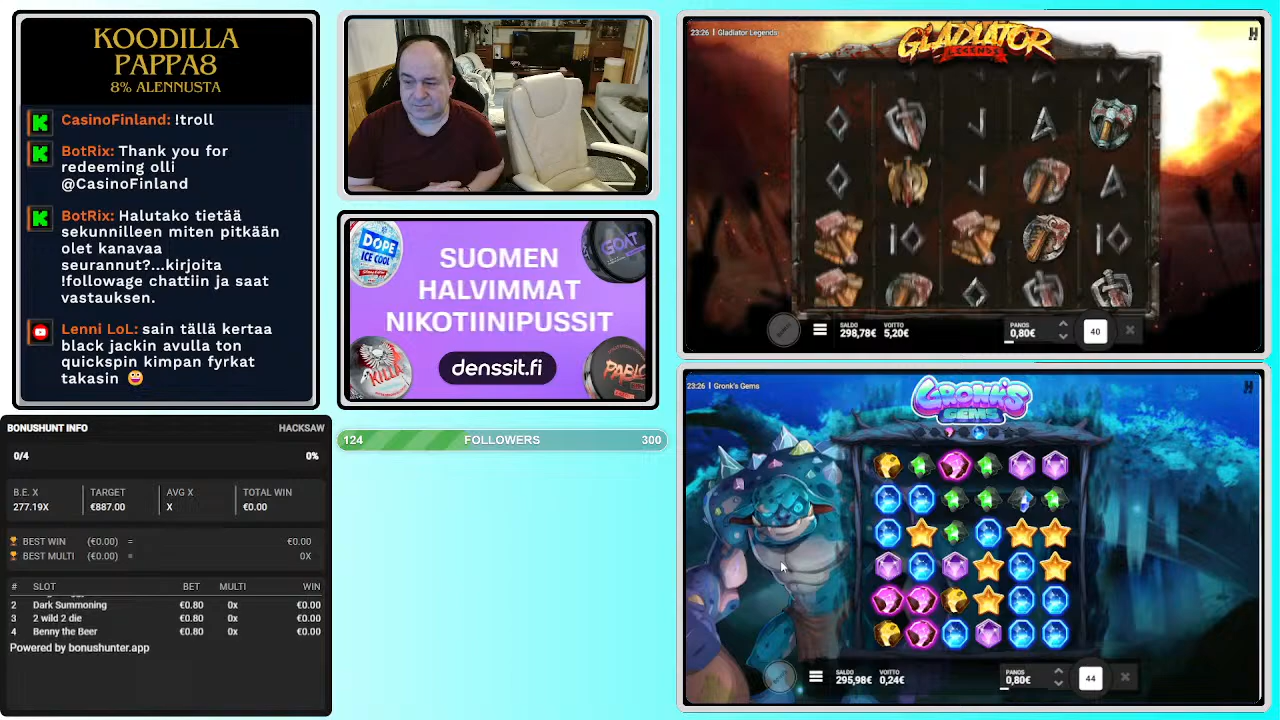 KOODILLA
PAPPA8
8% ALENNUSTA
CasinoFinland: !troll
BotRix: Thank you for
redeeming olli
@CasinoFinland
BotRix: Halutako tietää
sekunnilleen miten pitkään
olet kanavaa
seurannut?...kirjoita
!followage chattiin ja saat
vastauksen.
Lenni LoL: sain tällä kertaa
black jackin avulla ton
quickspin kimpan fyrkat
takasin
BONUSHUNT INFO HACKSAW
0/4 0%
B.E. X TARGET AVG X TOTAL WIN
277.19X €887.00 X €0.00
BEST WIN (€0.00) = €0.00
BEST MULTI (€0.00) = 0X
# SLOT BET MULTI WIN
2 Dark Summoning €0.80 0x €0.00
3 2 wild 2 die €0.80 0x €0.00
4 Benny the Beer €0.80 0x €0.00
Powered by bonushunter.app
DOPE
ICE COOL
GOAT
SUOMEN
HALVIMMAT
NIKOTIINIPUSSIT
denssit.fi
KILLA
PABLO
124 FOLLOWERS 300
23:26 | Gladiator Legends
GLADIATOR
LEGENDS
J
A
J
A
10
10
SALDO VOITTO PANOS
298,78€ 5,20€ 0,80€ 40
23:26 | Gronk's Gems
GRONK'S
GEMS
SALDO VOITTO PANOS
295,98€ 0,24€ 0,80€ 44